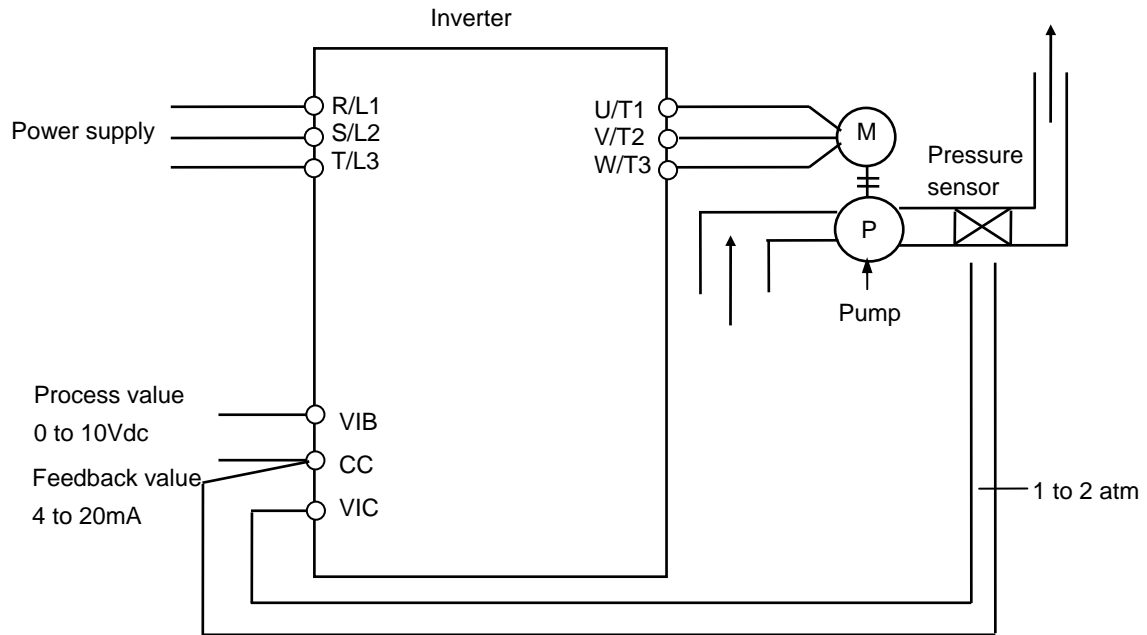 Inverter
Power supply
R/L1
S/L2
T/L3
U/T1
V/T2
W/T3
M
Pressure
sensor
P
Pump
Process value
0 to 10Vdc
Feedback value
4 to 20mA
VIB
CC
VIC
1 to 2 atm